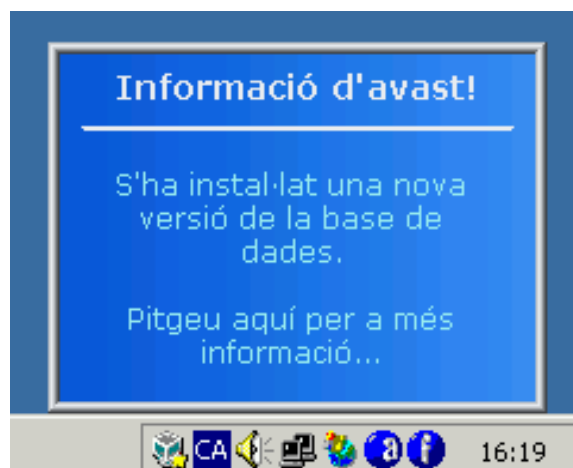 Informació d'avast!
S'ha instal·lat una nova
versió de la base de
dades.
Pitgeu aquí per a més
informació...
CA
a
i
16:19